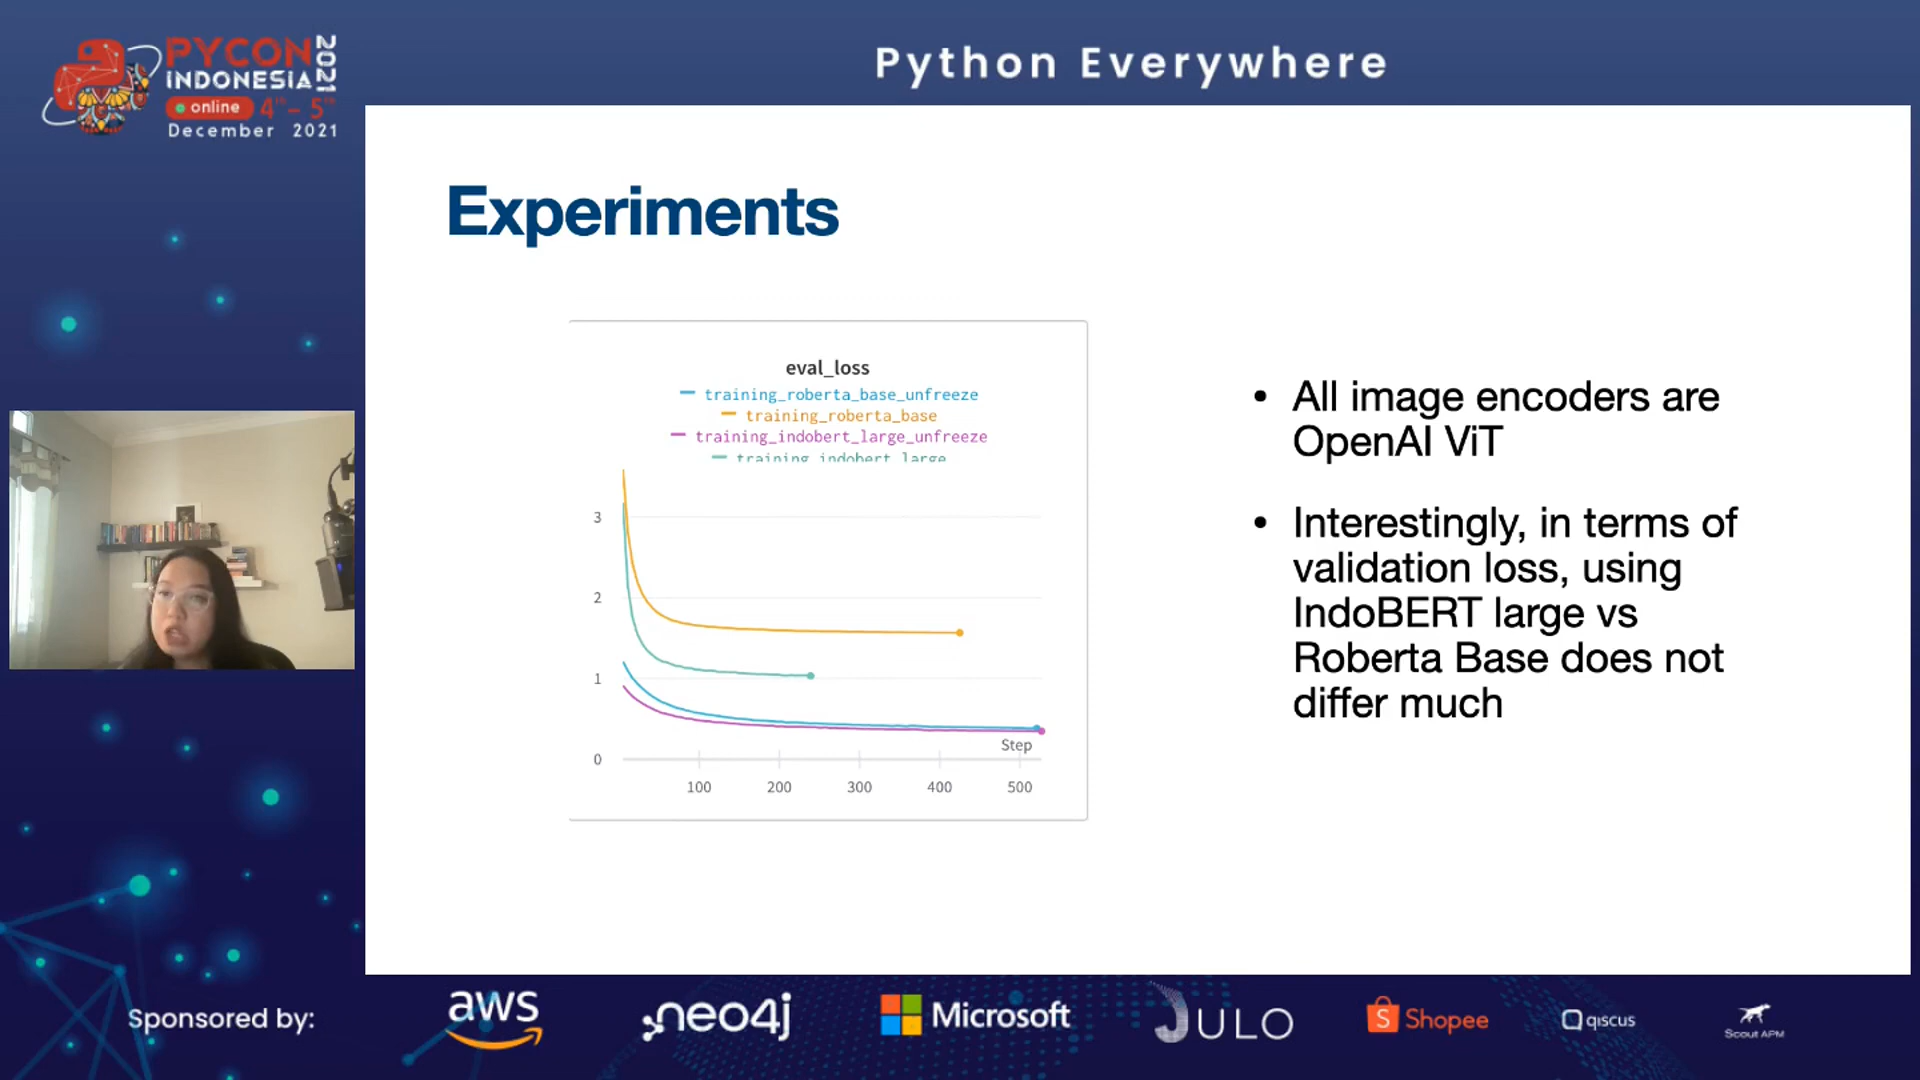 PYCON
INDONESIA
2021
online 4th - 5th
December 2021
Python Everywhere
Experiments
eval_loss
training_roberta_base_unfreeze
training_roberta_base
training_indobert_large_unfreeze
training_indobert_large
3
2
1
0
Step
100 200 300 400 500
• All image encoders are
OpenAI ViT
• Interestingly, in terms of
validation loss, using
IndoBERT large vs
Roberta Base does not
differ much
Sponsored by:
aws
neo4j
Microsoft
JULO
Shopee
qiscus
Scout APM